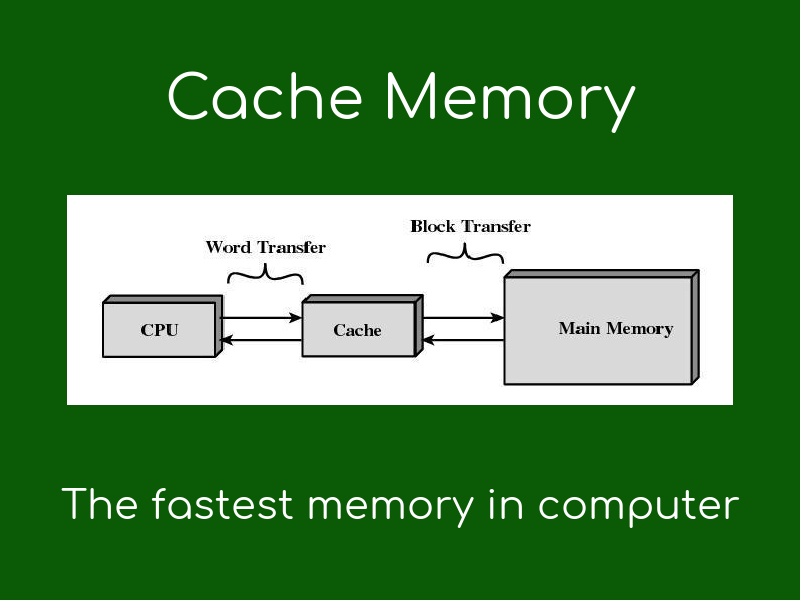 Cache Memory
Block Transfer
Word Transfer
CPU
Cache
Main Memory
The fastest memory in computer